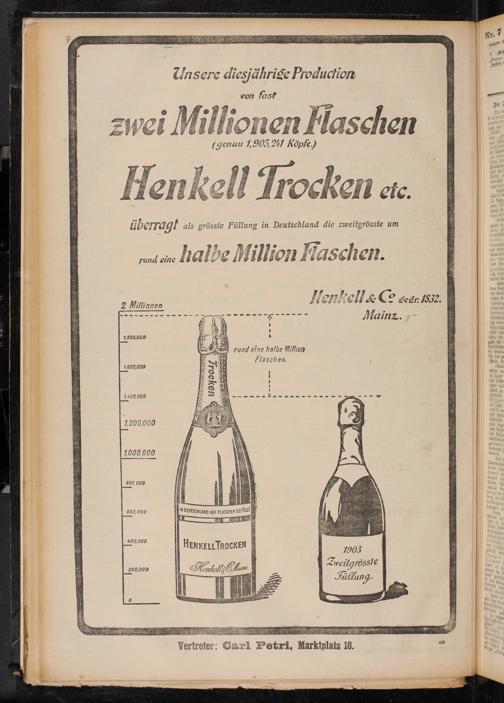 Unsere diesjährige Production
von fast
zwei Millionen Flaschen
(genau 1,905,241 Köpfe.)
Henkell Trocken etc.
überragt als grösste Füllung in Deutschland die zweitgrösste um
rund eine halbe Million Flaschen.
Henkell & Co gegr. 1832.
Mainz.
2 Millionen
1,800,000
rund eine halbe Million
Flaschen.
1,600,000
Trocken
1,400,000
1,200,000
1,000,000
800,000
600,000
IN DEUTSCHLAND AUF FLASCHEN GEFÜLLT
400,000
HENKELL TROCKEN
Henkell & Co Mainz
1903
Zweitgrösste
Füllung.
200,000
0
Vertreter: Carl Petri, Marktplatz 18.
Nr. 7